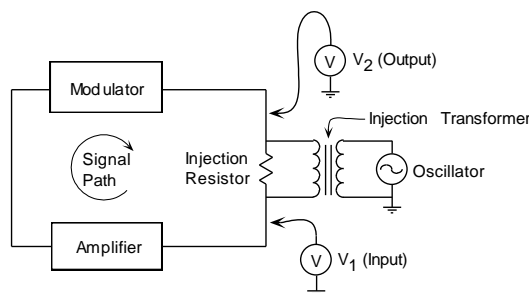 V
V2 (Output)
Modulator
Injection Transformer
Signal
Path
Injection
Resistor
Oscillator
Amplifier
V
V1 (Input)